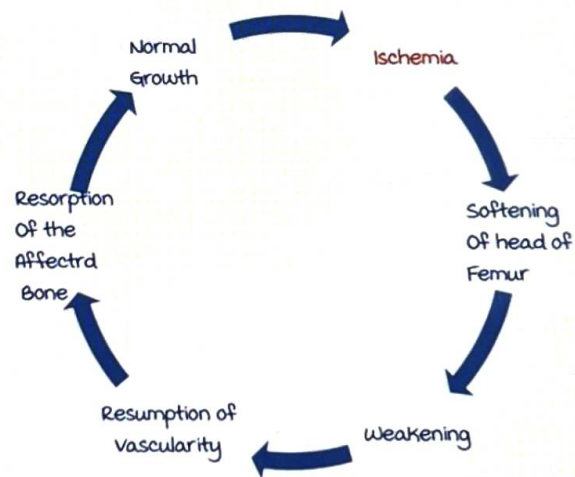 Normal
Growth
Ischemia
Softening
Of head of
Femur
Weakening
Resumption of
vascularity
Resorption
Of the
Affectrd
Bone